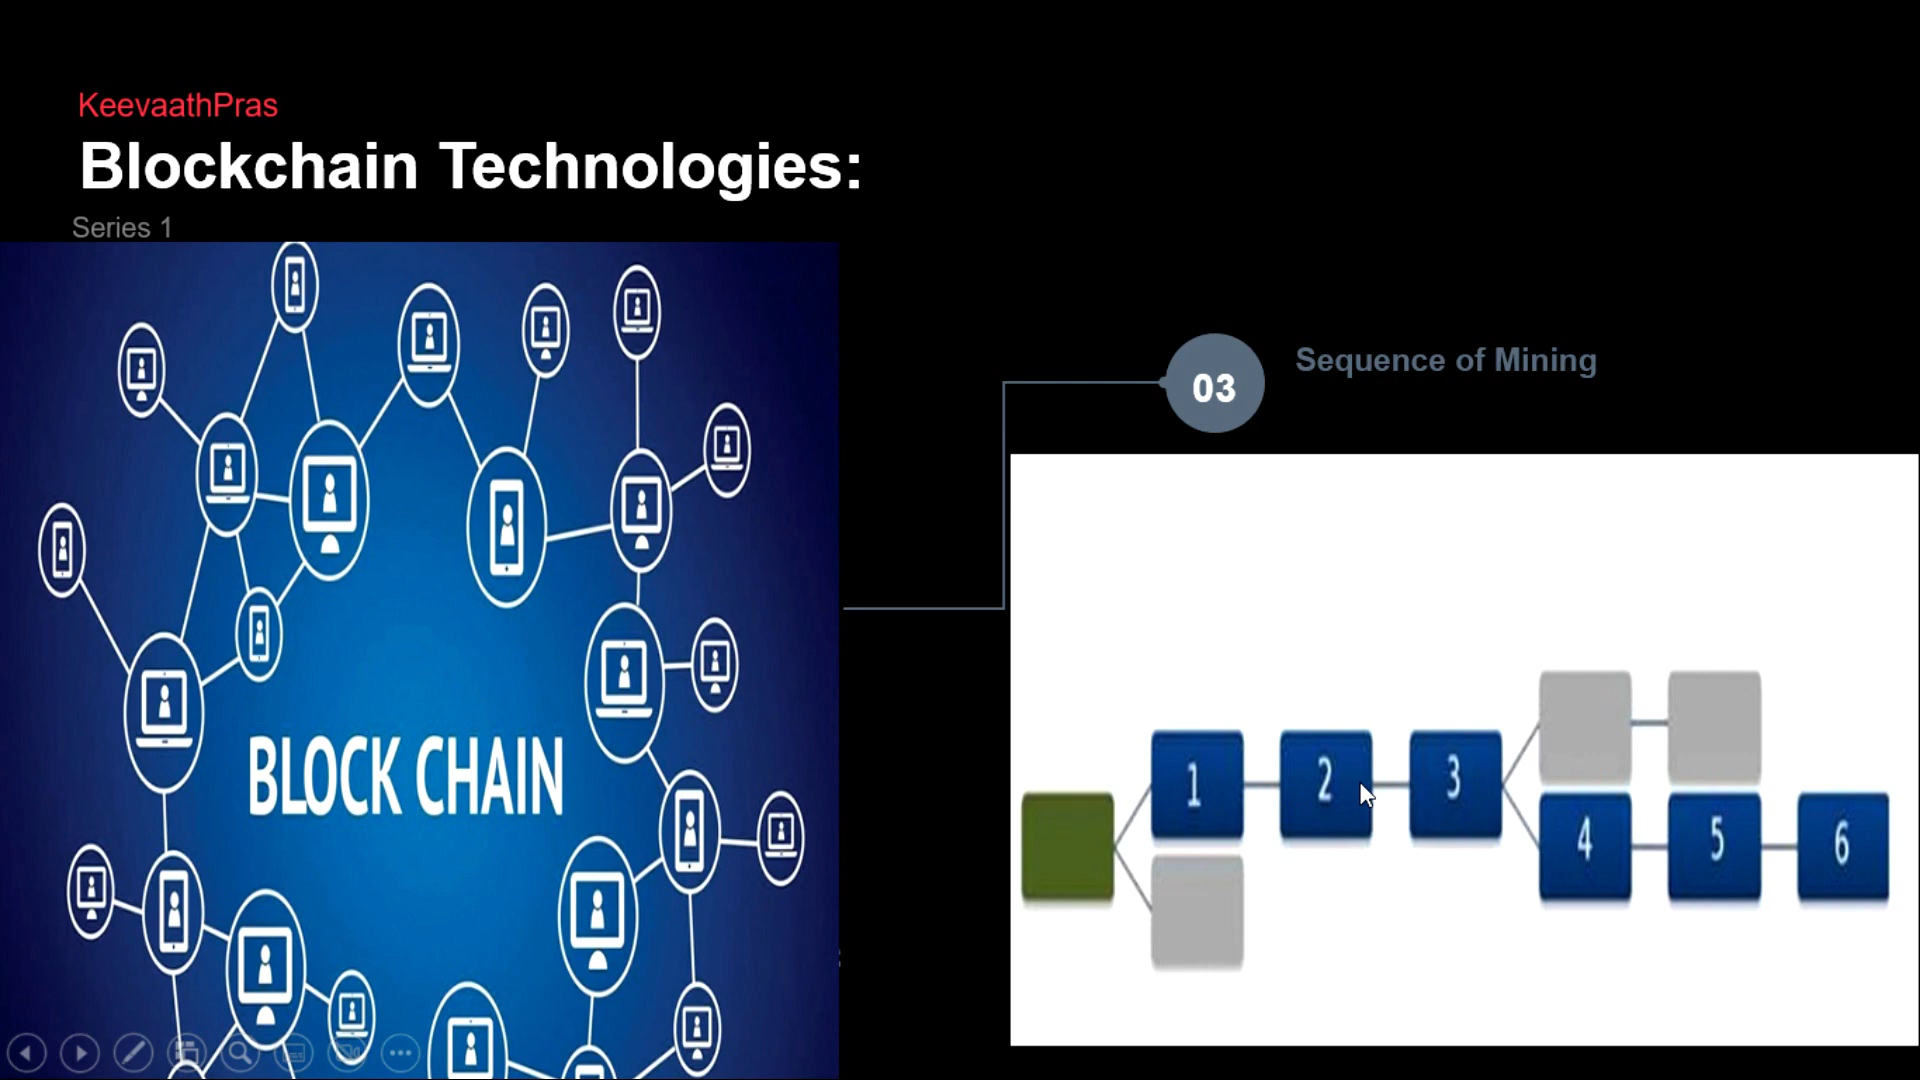 KeevaathPras
Blockchain Technologies:
Series 1
03
Sequence of Mining
BLOCK CHAIN
1
2
3
4
5
6